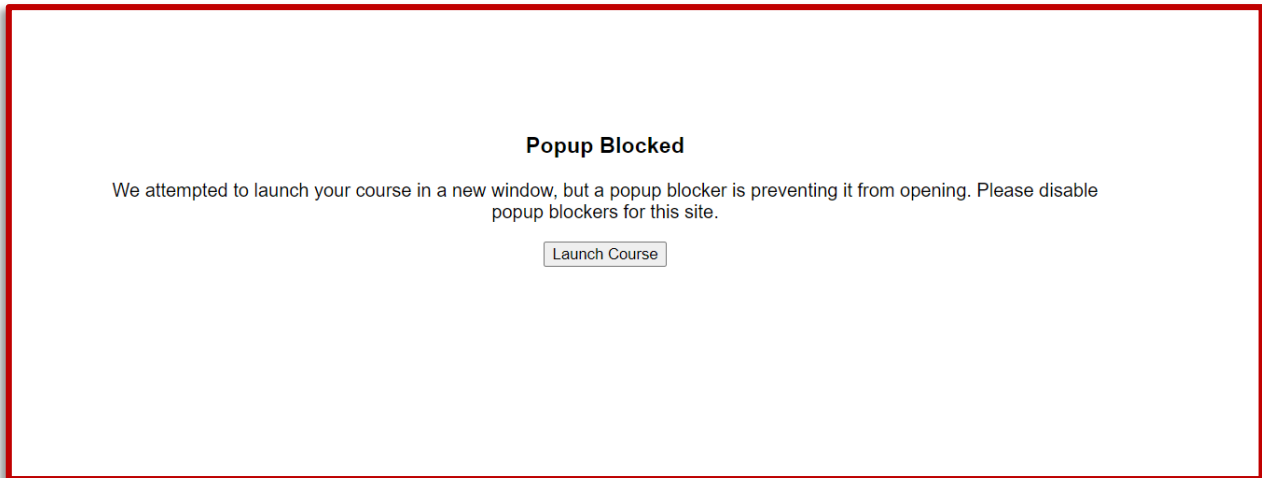 Popup Blocked
We attempted to launch your course in a new window, but a popup blocker is preventing it from opening. Please disable
popup blockers for this site.
Launch Course